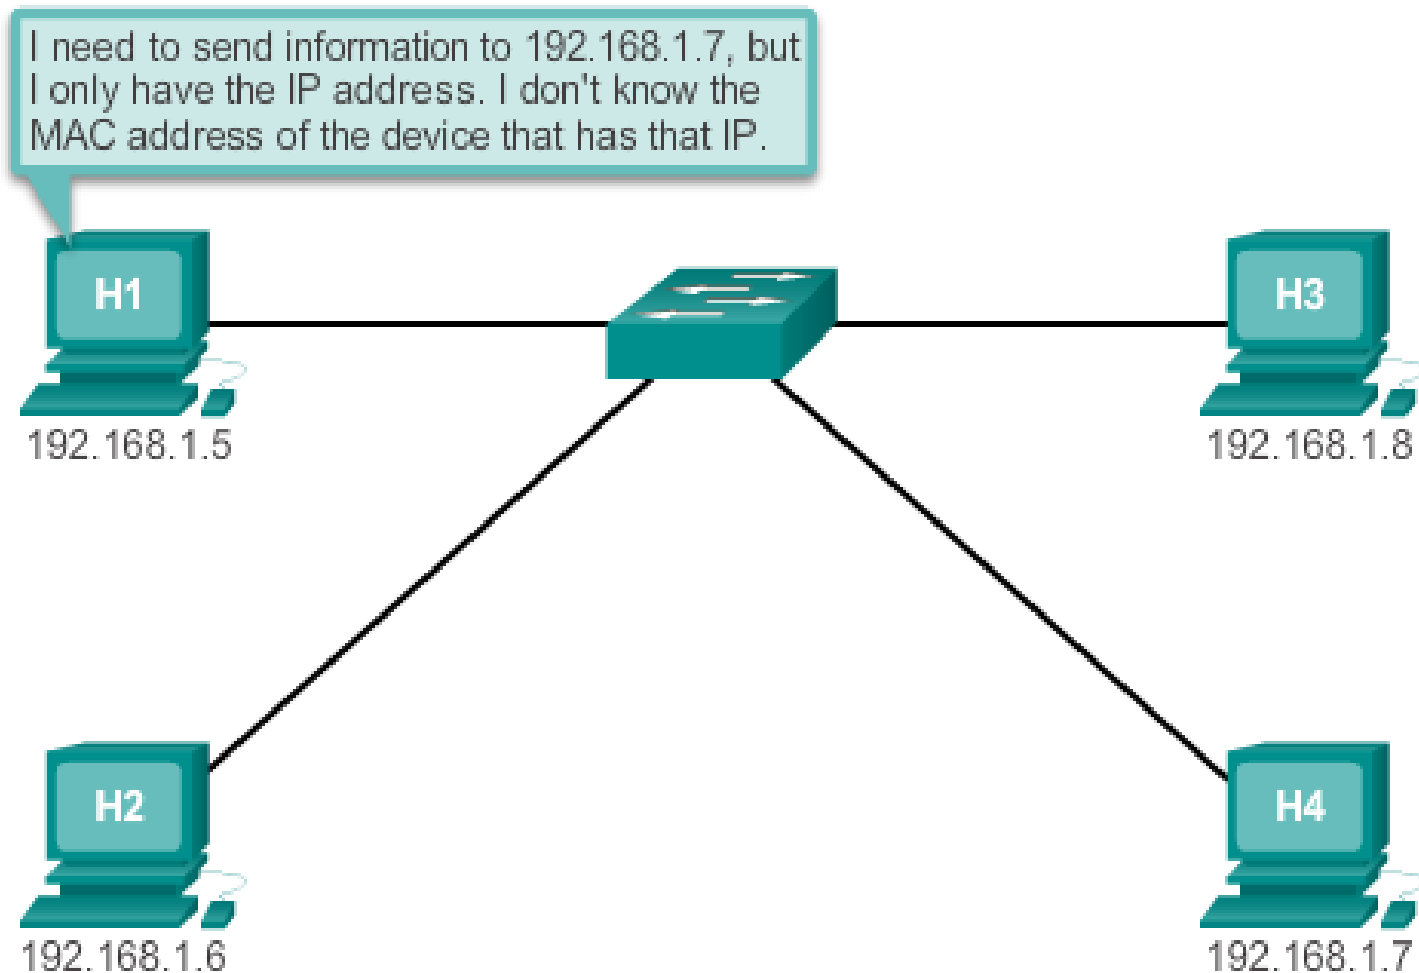 I need to send information to 192.168.1.7, but
I only have the IP address. I don't know the
MAC address of the device that has that IP.
H1
H3
192.168.1.5
192.168.1.8
H2
H4
192.168.1.6
192.168.1.7